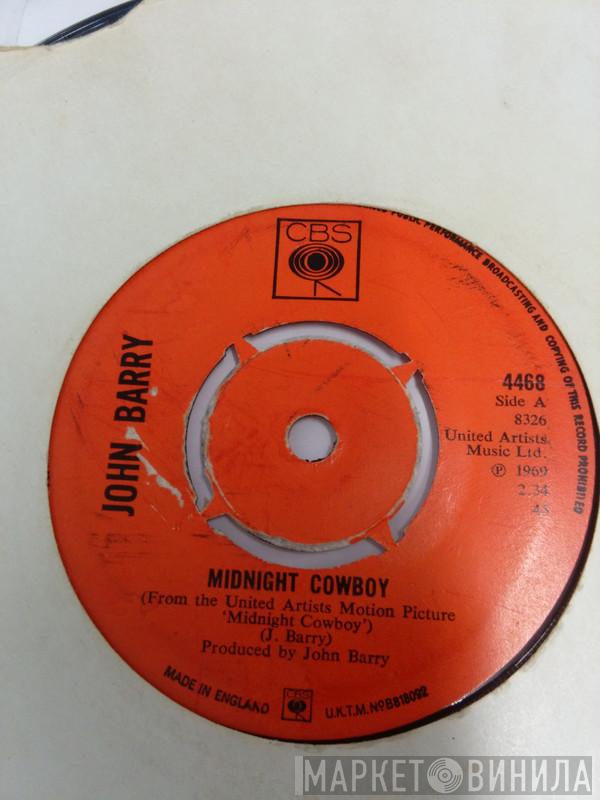 CBS
PUBLIC PERFORMANCE BROADCASTING AND COPYING OF THIS RECORD PROHIBITED
JOHN BARRY
4468
Side A
8326
United Artists
Music Ltd.
Ⓟ 1969
2.34
45
MIDNIGHT COWBOY
(From the United Artists Motion Picture
‘Midnight Cowboy’)
(J. Barry)
Produced by John Barry
MADE IN ENGLAND
CBS
U.K.T.M. NºB818092
МАРКЕТ ВИНИЛА